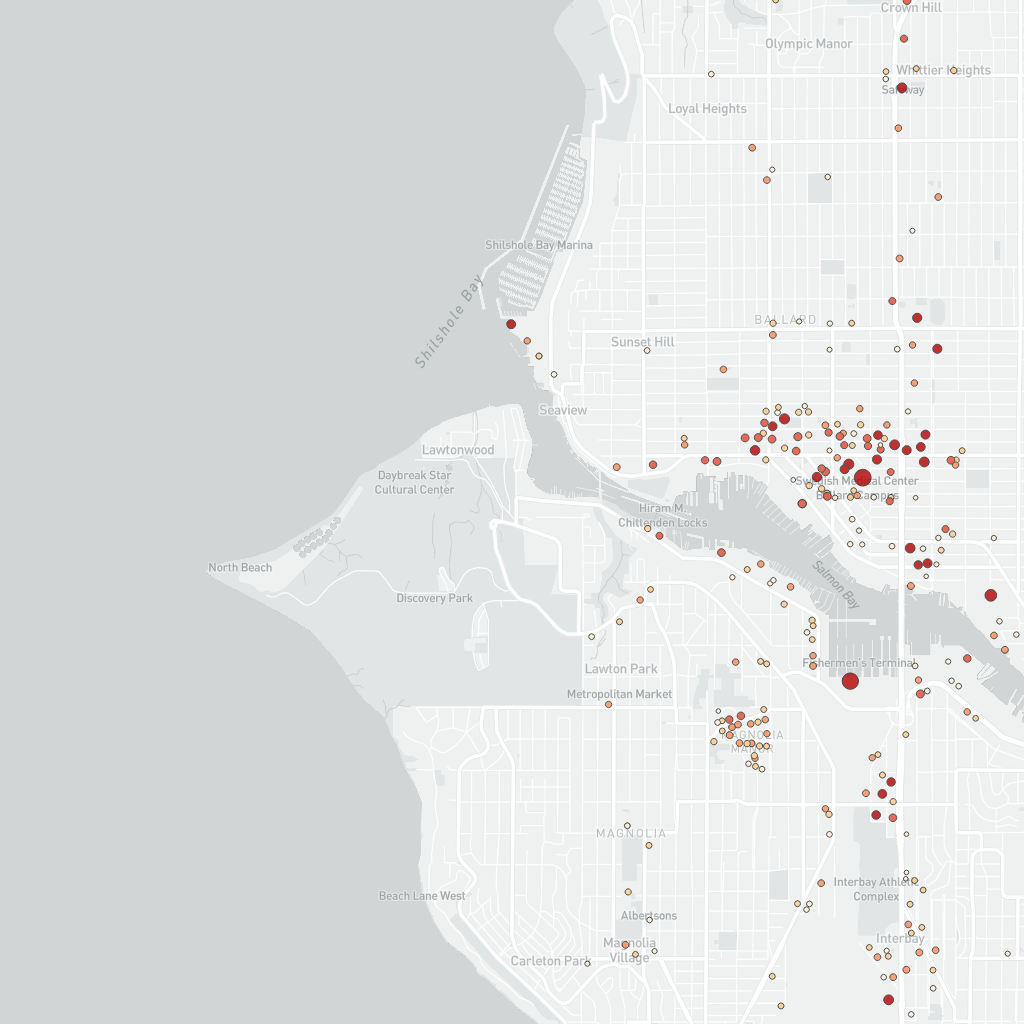 Crown Hill
Olympic Manor
Whittier Heights
Safeway
Loyal Heights
Shilshole Bay Marina
Shilshole Bay
BALLARD
Sunset Hill
Seaview
Lawtonwood
Daybreak Star
Cultural Center
Swedish Medical Center
Ballard Campus
Hiram M.
Chittenden Locks
North Beach
Salmon Bay
Discovery Park
Fishermen's Terminal
Lawton Park
Metropolitan Market
MAGNOLIA
MANOR
MAGNOLIA
Interbay Athletic
Complex
Beach Lane West
Albertsons
Interbay
Magnolia
Village
Carleton Park